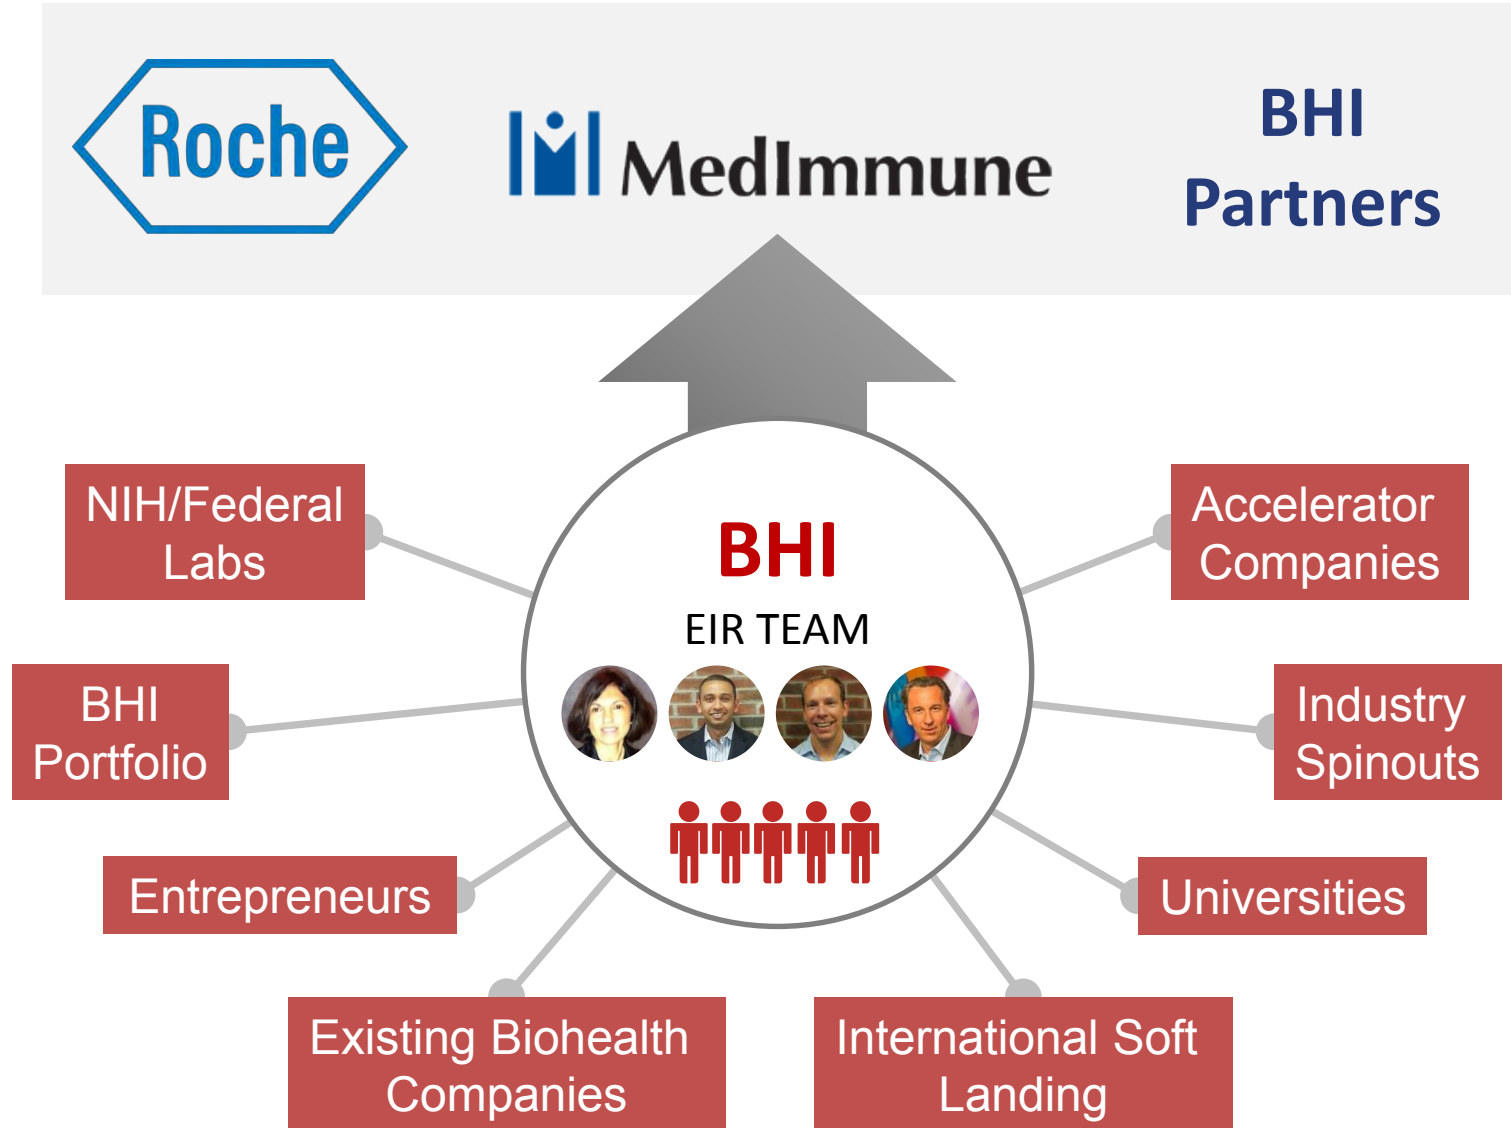 Roche
MedImmune
BHI
Partners
NIH/Federal
Labs
BHI
Portfolio
Entrepreneurs
Existing Biohealth
Companies
BHI
EIR TEAM
Accelerator
Companies
Industry
Spinouts
Universities
International Soft
Landing